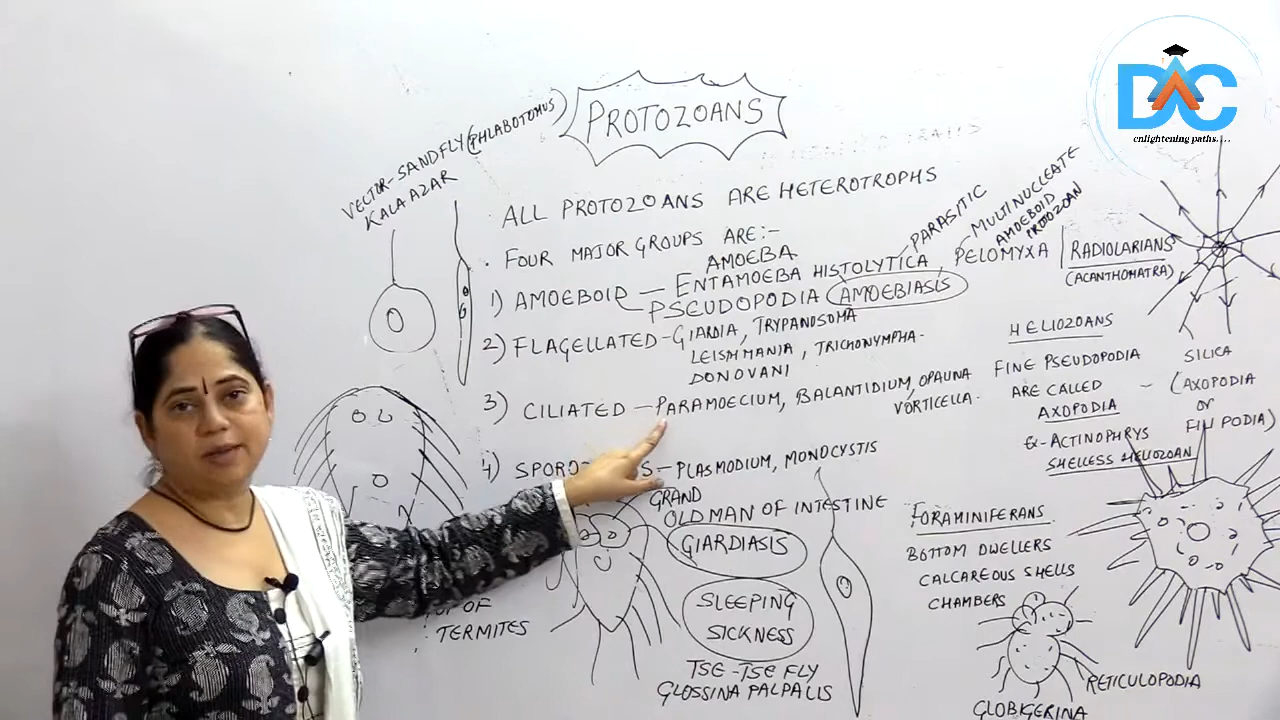 DAC
enlightening paths....
PROTOZOANS
VECTOR-SANDFLY (PHLABOTOMUS)
KALA AZAR
. ALL PROTOZOANS ARE HETEROTROPHS
. FOUR MAJOR GROUPS ARE:-
AMOEBA
1) AMOEBOID — ENTAMOEBA HISTOLYTICA
PARASITIC
PELOMYXA
MULTINUCLEATE
AMOEBOID
PROTOZOAN
RADIOLARIANS
(ACANTHOMATRA)
PSEUDOPODIA AMOEBIASIS
2) FLAGELLATED - GIARDIA, TRYPANOSOMA
LEISHMANIA, TRICHONYMPHA-
DONOVANI
3) CILIATED — PARAMOECIUM, BALANTIDIUM, OPALINA
VORTICELLA-
4) SPORO S — PLASMODIUM, MONOCYSTIS
GRAND
OLD MAN OF INTESTINE
GIARDIASIS
SLEEPING
SICKNESS
TSE-TSE FLY
GLOSSINA PALPALIS
OF
TERMITES
HELIOZOANS
FINE PSEUDOPODIA
ARE CALLED
AXOPODIA
Ex-ACTINOPHRYS
SHELLESS HELIOZOAN
— SILICA
(AXOPODIA
OR
FILIPODIA)
FORAMINIFERANS
BOTTOM DWELLERS
CALCAREOUS SHELLS
CHAMBERS
RETICULOPODIA
GLOBIGERINA